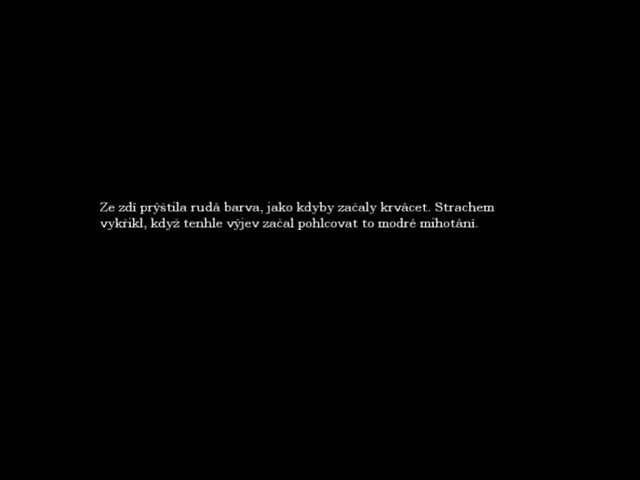 Ze zdí prýštila rudá barva, jako kdyby začaly krvácet. Strachem
vykřikl, když tenhle výjev začal pohlcovat to modré mihotání.